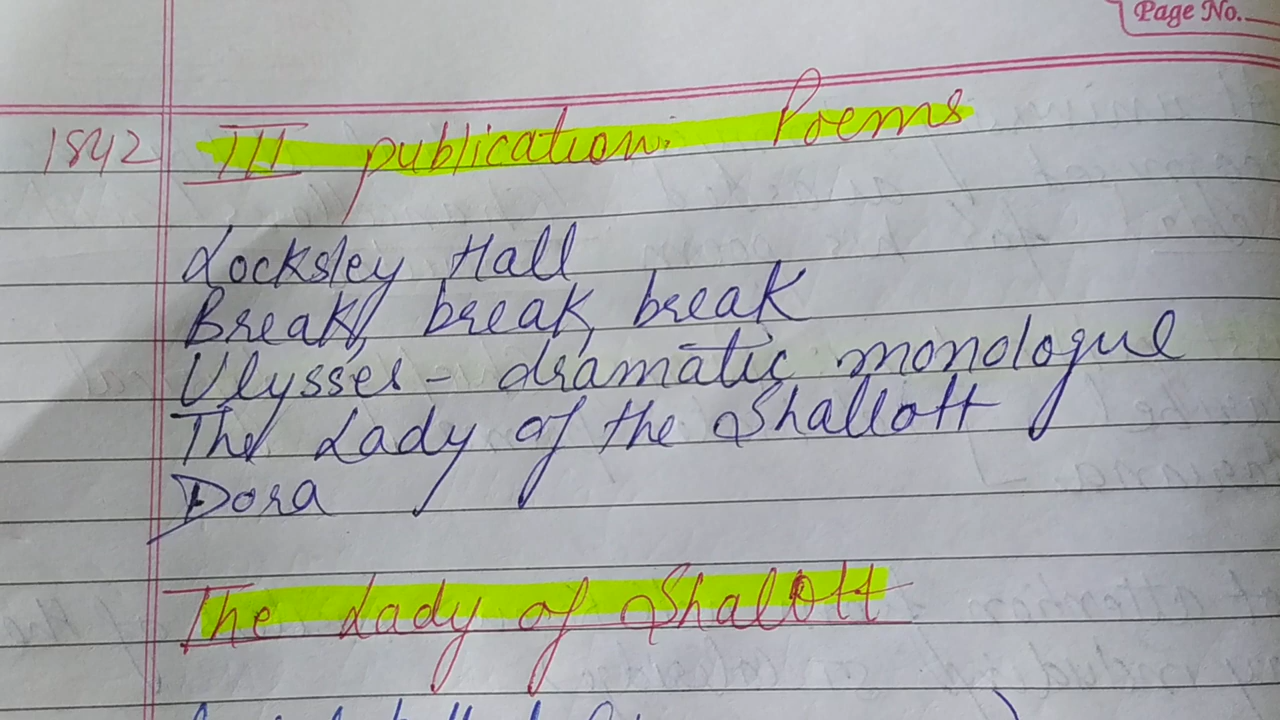 Page No.
1842 III publication. Poems
Locksley Hall
Break, break, break
Ulysses - dramatic monologue
The Lady of the Shallott
Dora
The Lady of Shalott